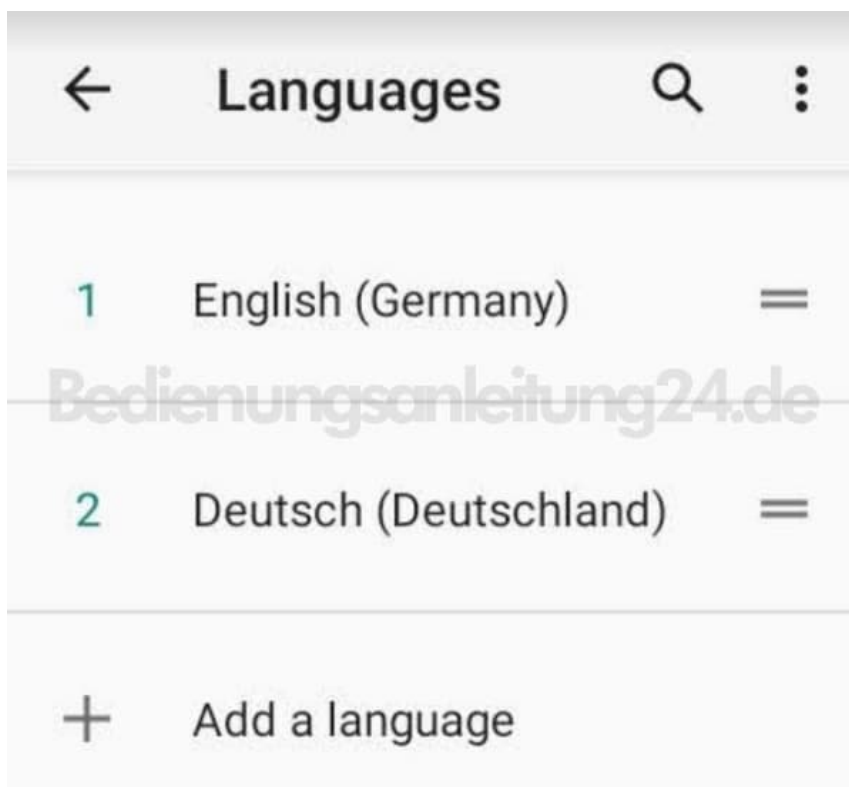 Languages
1 English (Germany)
Bedienungsanleitung24.de
2 Deutsch (Deutschland)
Add a language